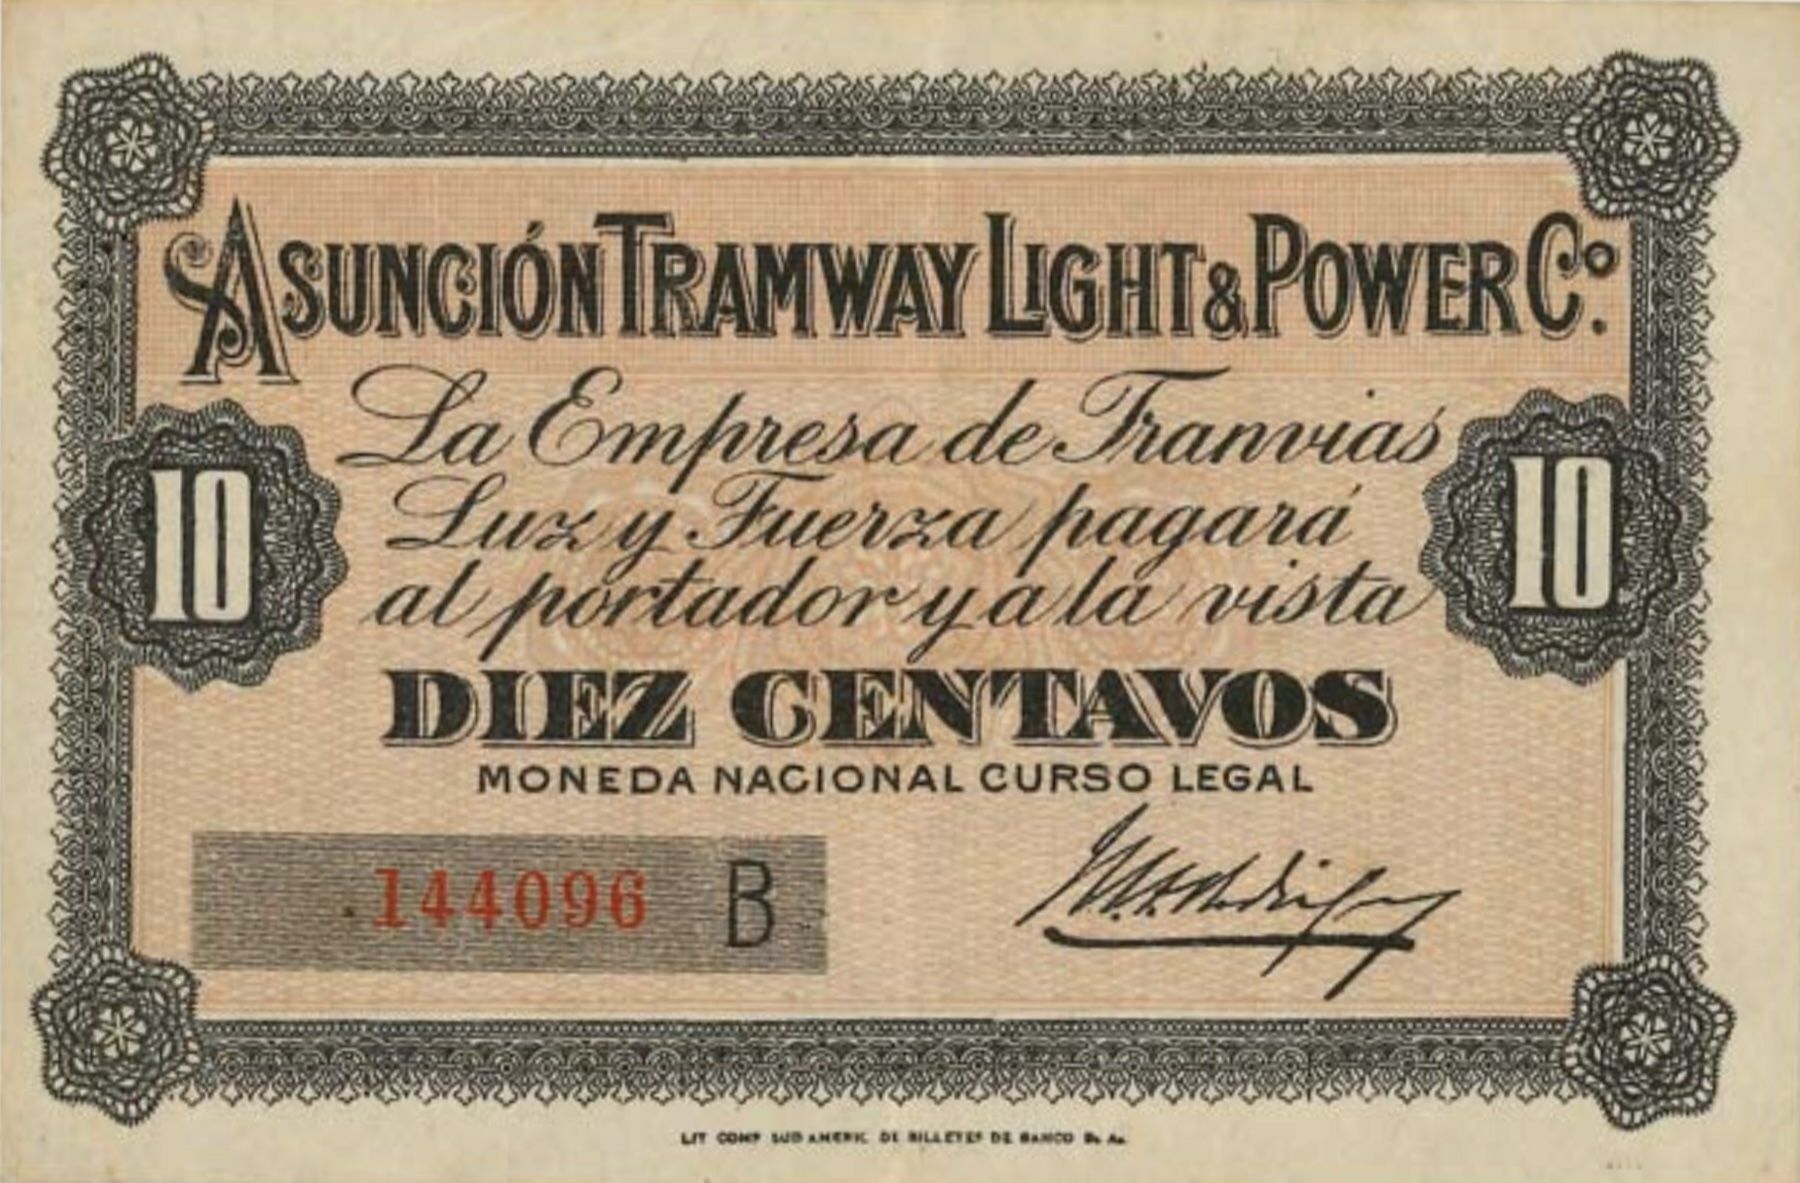 ASUNCIÓN TRAMWAY LIGHT & POWER Cº.
La Empresa de Tranvias
10 Luz y Fuerza pagará 10
al portador y a la vista
DIEZ CENTAVOS
MONEDA NACIONAL CURSO LEGAL
144096 B
LIT COMP SUD AMERIC. DE BILLETES DE BANCO Bs. As.